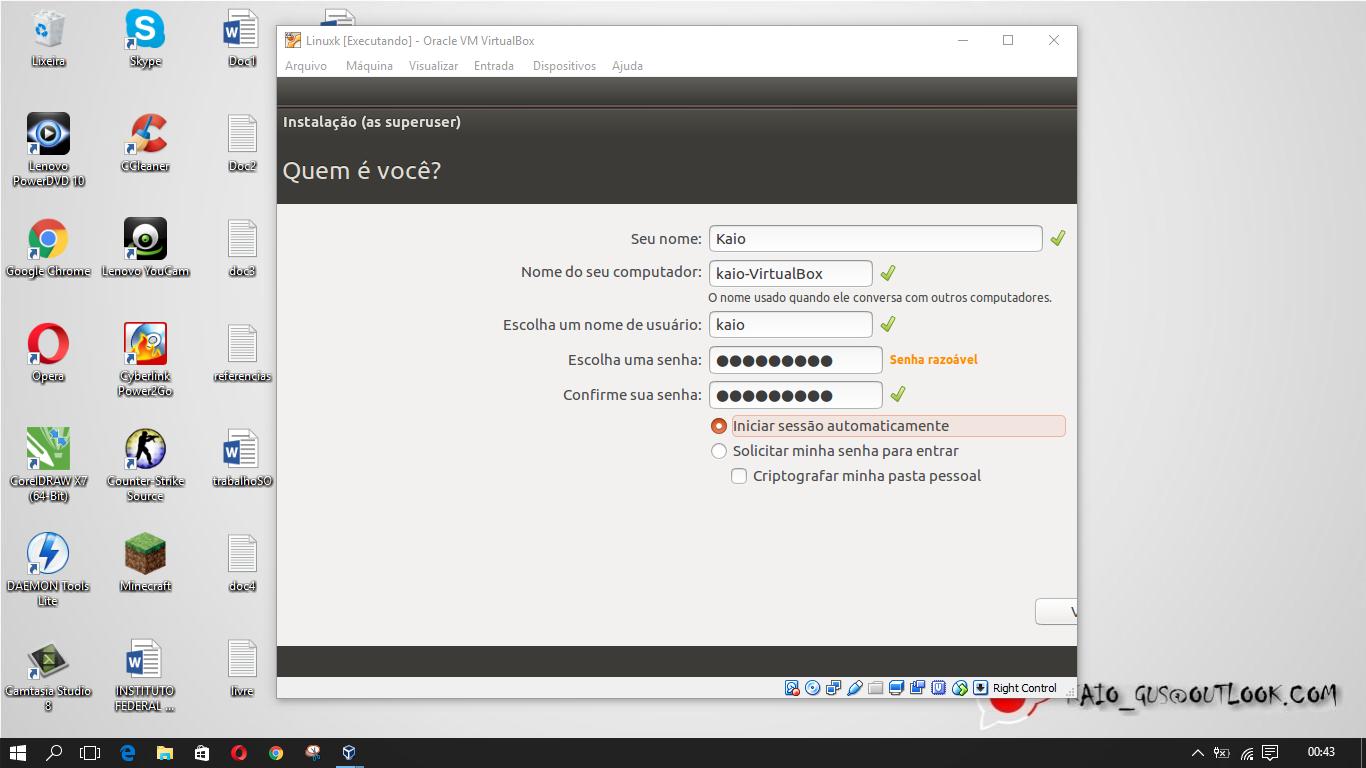 Lixeira
Skype
Doc1
Lenovo
PowerDVD 10
CCleaner
Doc2
Google Chrome
Lenovo YouCam
doc3
Opera
Cyberlink
Power2Go
referencias
CorelDRAW X7
(64-Bit)
Counter-Strike
Source
trabalhoSO
DAEMON Tools
Lite
Minecraft
doc4
Camtasia Studio
8
INSTITUTO
FEDERAL ...
livre
Linuxk [Executando] - Oracle VM VirtualBox
Arquivo Máquina Visualizar Entrada Dispositivos Ajuda
Instalação (as superuser)
Quem é você?
Seu nome: Kaio
Nome do seu computador: kaio-VirtualBox
O nome usado quando ele conversa com outros computadores.
Escolha um nome de usuário: kaio
Escolha uma senha: ●●●●●●●●● Senha razoável
Confirme sua senha: ●●●●●●●●●
Iniciar sessão automaticamente
Solicitar minha senha para entrar
Criptografar minha pasta pessoal
Right Control
AIO_GUS@OUTLOOK.COM
00:43